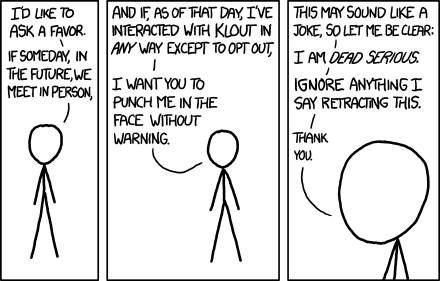 I'D LIKE TO
ASK A FAVOR.
IF SOMEDAY, IN
THE FUTURE, WE
MEET IN PERSON,
AND IF, AS OF THAT DAY, I'VE
INTERACTED WITH KLOUT IN
ANY WAY EXCEPT TO OPT OUT,
I WANT YOU TO
PUNCH ME IN THE
FACE WITHOUT
WARNING.
THIS MAY SOUND LIKE A
JOKE, SO LET ME BE CLEAR:
I AM DEAD SERIOUS.
IGNORE ANYTHING I
SAY RETRACTING THIS.
THANK
YOU.